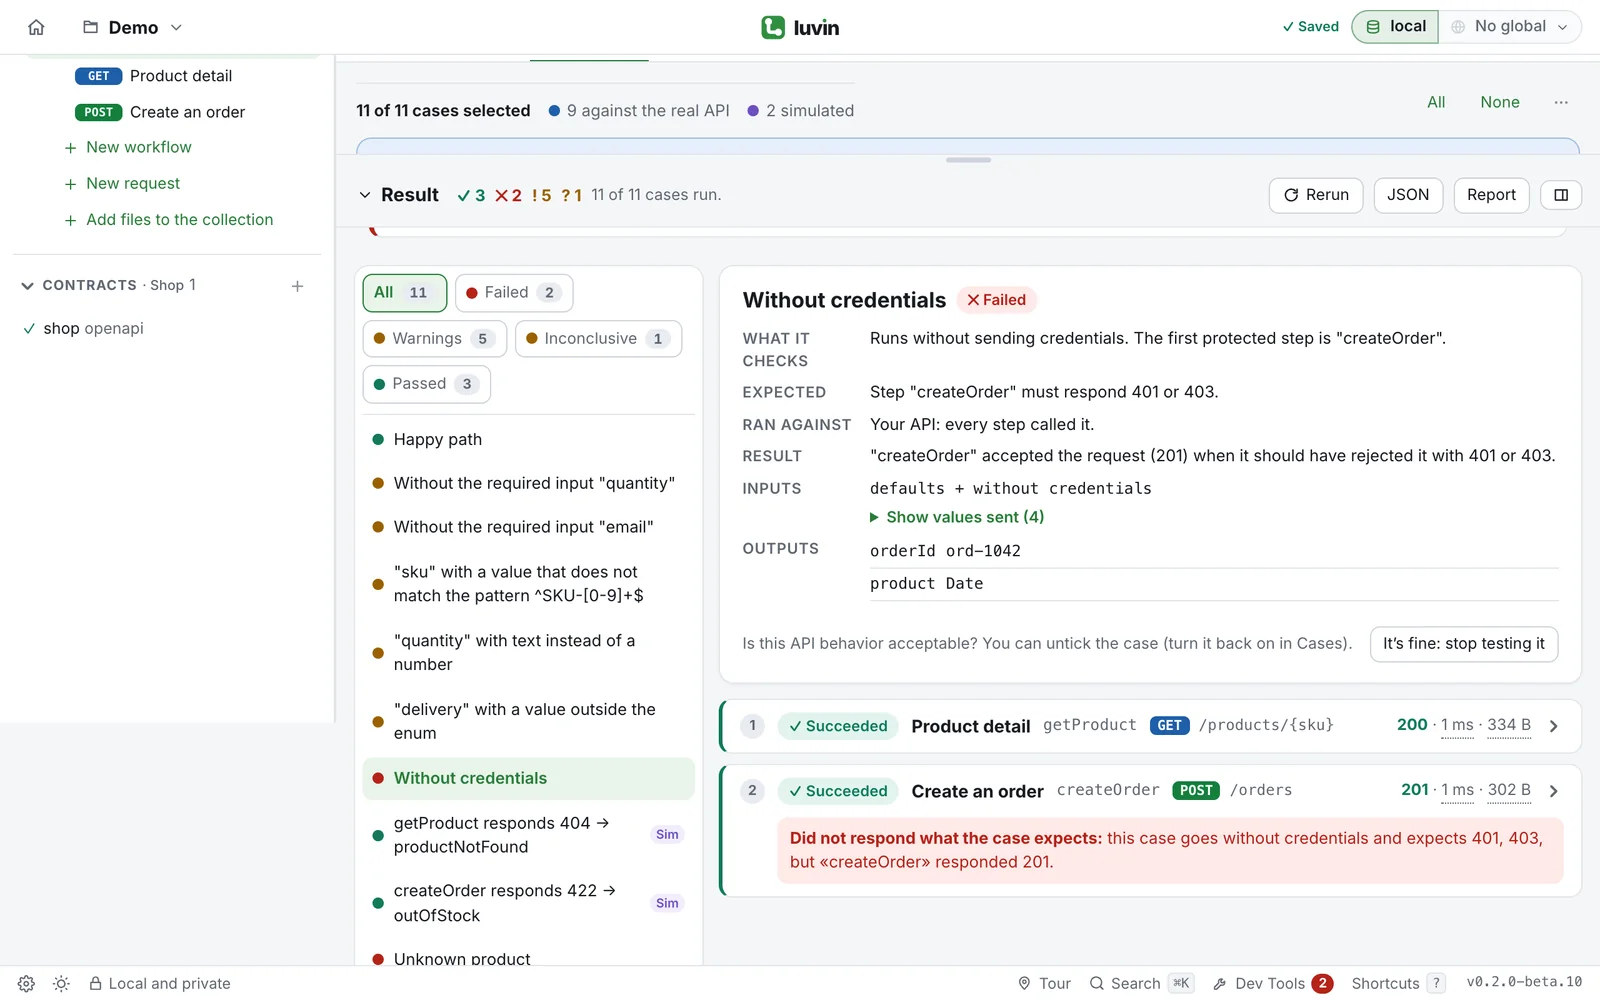 Demo
luvin
Saved
local
No global
GET Product detail
POST Create an order
+ New workflow
+ New request
+ Add files to the collection
CONTRACTS · Shop 1 +
shop openapi
11 of 11 cases selected
9 against the real API
2 simulated
All
None
...
Result
3
2
! 5
? 1
11 of 11 cases run.
Rerun
JSON
Report
All 11
Failed 2
Warnings 5
Inconclusive 1
Passed 3
Happy path
Without the required input "quantity"
Without the required input "email"
"sku" with a value that does not
match the pattern ^SKU-[0-9]+$
"quantity" with text instead of a
number
"delivery" with a value outside the
enum
Without credentials
getProduct responds 404 →
productNotFound
Sim
createOrder responds 422 →
outOfStock
Sim
Unknown product
Without credentials
Failed
WHAT IT
CHECKS
Runs without sending credentials. The first protected step is "createOrder".
EXPECTED
Step "createOrder" must respond 401 or 403.
RAN AGAINST
Your API: every step called it.
RESULT
"createOrder" accepted the request (201) when it should have rejected it with 401 or 403.
INPUTS
defaults + without credentials
Show values sent (4)
OUTPUTS
orderId ord-1042
product Date
Is this API behavior acceptable? You can untick the case (turn it back on in Cases).
It's fine: stop testing it
1 Succeeded Product detail getProduct GET /products/{sku} 200 · 1 ms · 334 B
2 Succeeded Create an order createOrder POST /orders 201 · 1 ms · 302 B
Did not respond what the case expects: this case goes without credentials and expects 401, 403,
but «createOrder» responded 201.
Local and private
Tour
Search ⌘K
Dev Tools 2
Shortcuts ?
v0.2.0-beta.10